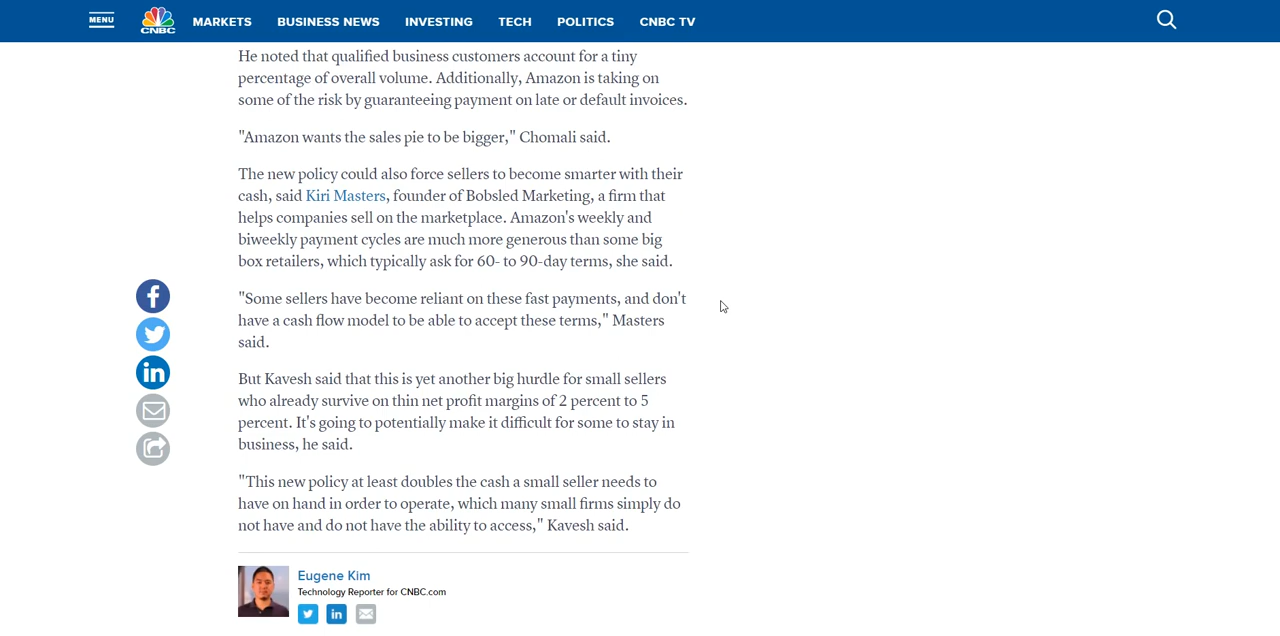 MENU
CNBC
MARKETS BUSINESS NEWS INVESTING TECH POLITICS CNBC TV
He noted that qualified business customers account for a tiny
percentage of overall volume. Additionally, Amazon is taking on
some of the risk by guaranteeing payment on late or default invoices.
"Amazon wants the sales pie to be bigger," Chomali said.
The new policy could also force sellers to become smarter with their
cash, said Kiri Masters, founder of Bobsled Marketing, a firm that
helps companies sell on the marketplace. Amazon's weekly and
biweekly payment cycles are much more generous than some big
box retailers, which typically ask for 60- to 90-day terms, she said.
"Some sellers have become reliant on these fast payments, and don't
have a cash flow model to be able to accept these terms," Masters
said.
But Kavesh said that this is yet another big hurdle for small sellers
who already survive on thin net profit margins of 2 percent to 5
percent. It's going to potentially make it difficult for some to stay in
business, he said.
"This new policy at least doubles the cash a small seller needs to
have on hand in order to operate, which many small firms simply do
not have and do not have the ability to access," Kavesh said.
Eugene Kim
Technology Reporter for CNBC.com